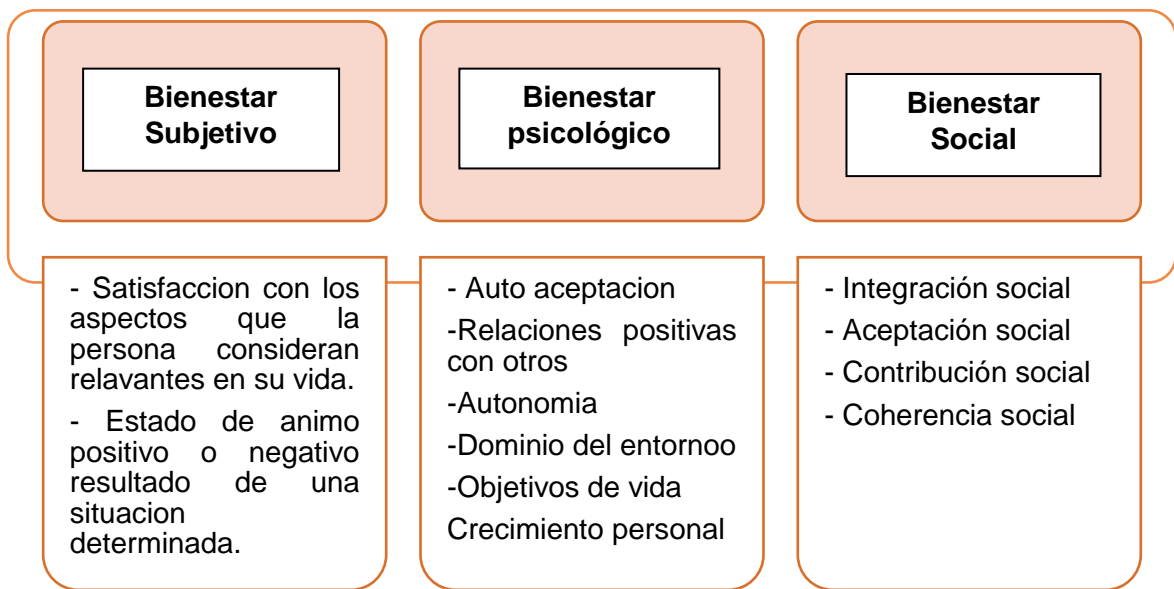 Bienestar
Subjetivo
- Satisfaccion con los
aspectos que la
persona consideran
relavantes en su vida.
- Estado de animo
positivo o negativo
resultado de una
situacion
determinada.
Bienestar
psicológico
- Auto aceptacion
-Relaciones positivas
con otros
-Autonomia
-Dominio del entornoo
-Objetivos de vida
Crecimiento personal
Bienestar
Social
- Integración social
- Aceptación social
- Contribución social
- Coherencia social